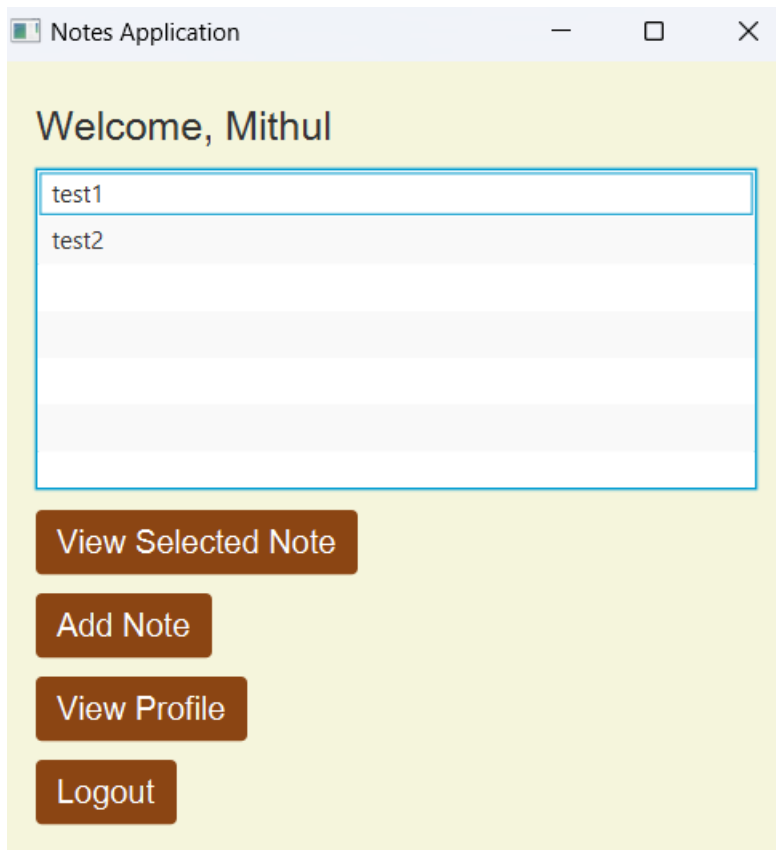 Notes Application
Welcome, Mithul
test1
test2
View Selected Note
Add Note
View Profile
Logout